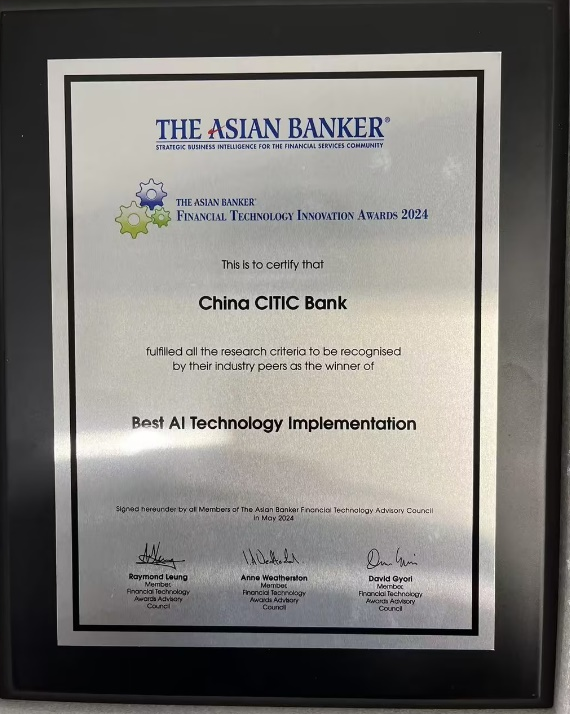 THE ASIAN BANKER®
STRATEGIC BUSINESS INTELLIGENCE FOR THE FINANCIAL SERVICES COMMUNITY
THE ASIAN BANKER®
FINANCIAL TECHNOLOGY INNOVATION AWARDS 2024
This is to certify that
China CITIC Bank
fulfilled all the research criteria to be recognised
by their industry peers as the winner of
Best AI Technology Implementation
Signed hereunder by all Members of The Asian Banker Financial Technology Advisory Council
in May 2024
Raymond Leung
Member,
Financial Technology
Awards Advisory
Council
Anne Weatherston
Member,
Financial Technology
Awards Advisory
Council
David Gyori
Member,
Financial Technology
Awards Advisory
Council